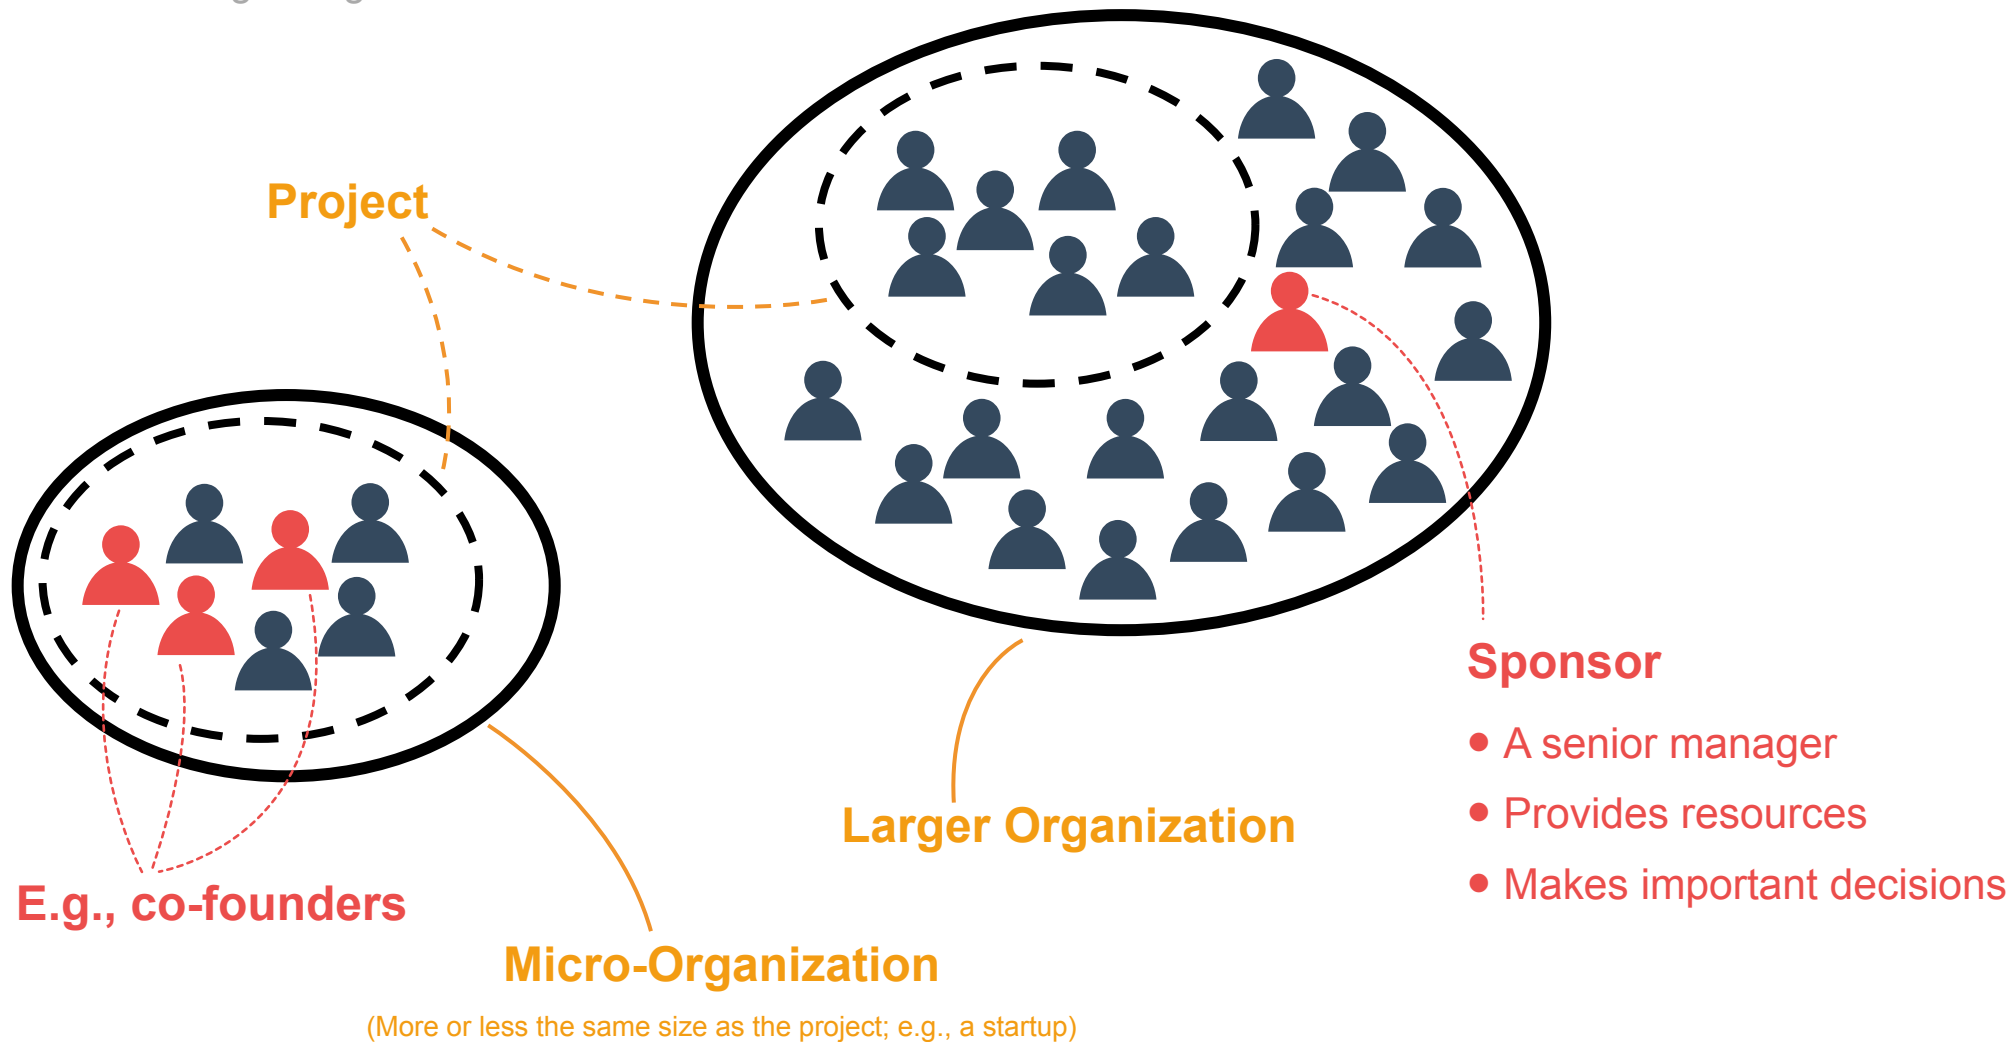 Project
Sponsor
• A senior manager
• Provides resources
• Makes important decisions
Larger Organization
E.g., co-founders
Micro-Organization
(More or less the same size as the project; e.g., a startup)